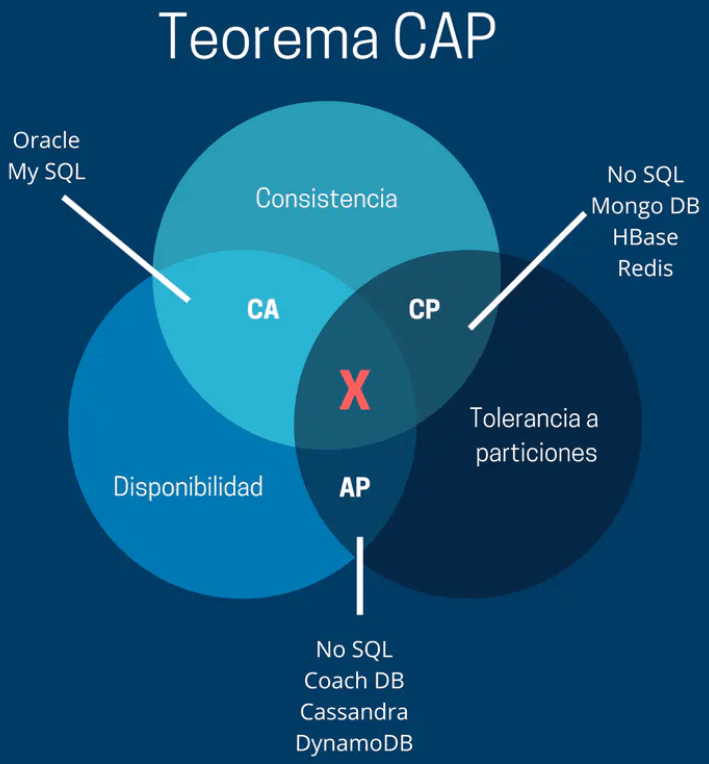 Teorema CAP
Oracle
My SQL
Consistencia
No SQL
Mongo DB
HBase
Redis
CA
CP
X
Tolerancia a
particiones
Disponibilidad
AP
No SQL
Coach DB
Cassandra
DynamoDB